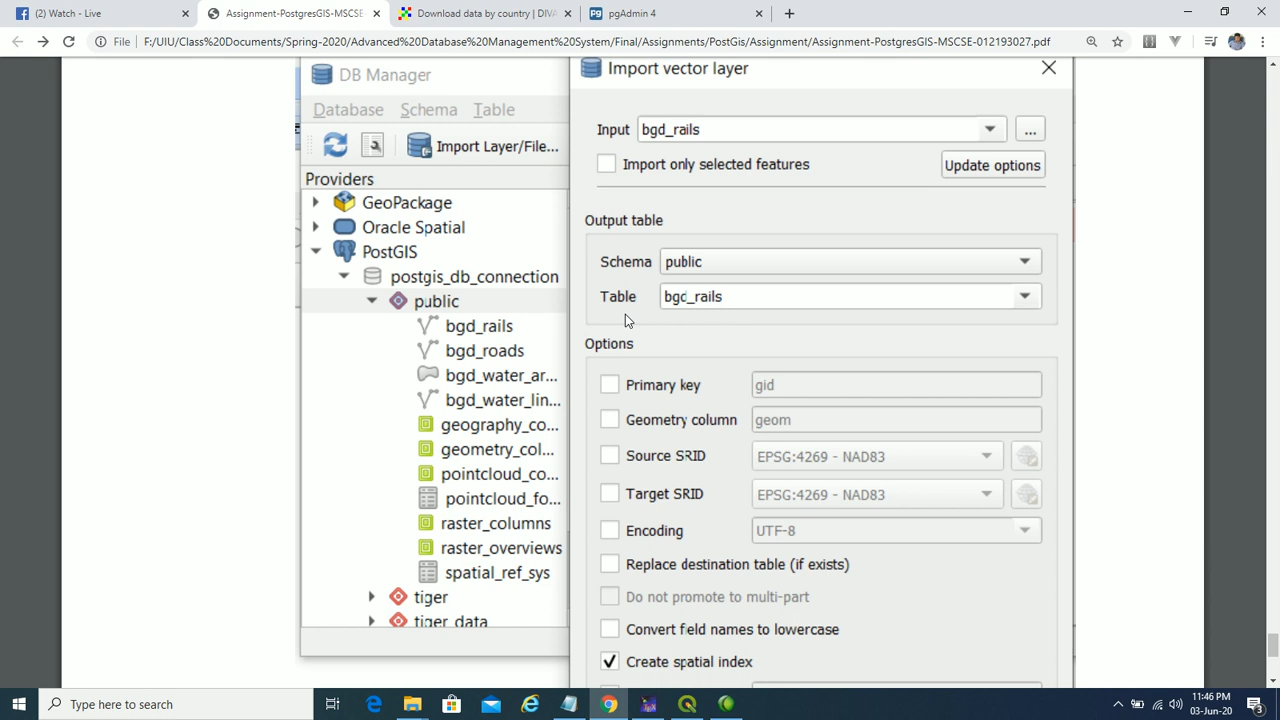 (2) Watch - Live
Assignment-PostgresGIS-MSCSE-0
Download data by country | DIVA
pgAdmin 4
File
F:/UIU/Class%20Documents/Spring-2020/Advanced%20Database%20Management%20System/Final/Assignments/PostGis/Assignment/Assignment-PostgresGIS-MSCSE-012193027.pdf
DB Manager
Database Schema Table
Import Layer/File...
Providers
GeoPackage
Oracle Spatial
PostGIS
postgis_db_connection
public
bgd_rails
bgd_roads
bgd_water_ar...
bgd_water_lin...
geography_co...
geometry_col...
pointcloud_co...
pointcloud_fo...
raster_columns
raster_overviews
spatial_ref_sys
tiger
tiger_data
Import vector layer
Input bgd_rails ...
Import only selected features Update options
Output table
Schema public
Table bgd_rails
Options
Primary key gid
Geometry column geom
Source SRID EPSG:4269 - NAD83
Target SRID EPSG:4269 - NAD83
Encoding UTF-8
Replace destination table (if exists)
Do not promote to multi-part
Convert field names to lowercase
Create spatial index
Type here to search
11:46 PM
03-Jun-20
3